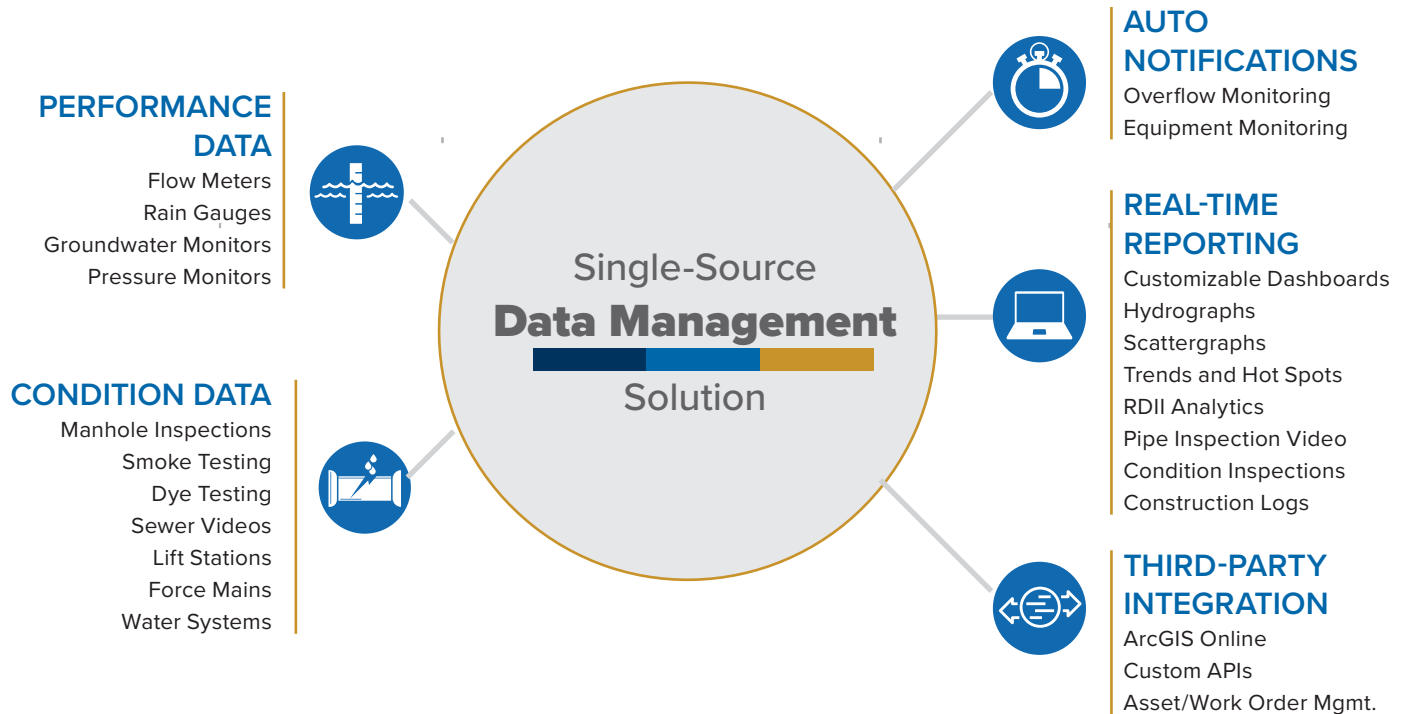 PERFORMANCE
DATA
Flow Meters
Rain Gauges
Groundwater Monitors
Pressure Monitors
CONDITION DATA
Manhole Inspections
Smoke Testing
Dye Testing
Sewer Videos
Lift Stations
Force Mains
Water Systems
Single-Source
Data Management
Solution
AUTO
NOTIFICATIONS
Overflow Monitoring
Equipment Monitoring
REAL-TIME
REPORTING
Customizable Dashboards
Hydrographs
Scattergraphs
Trends and Hot Spots
RDII Analytics
Pipe Inspection Video
Condition Inspections
Construction Logs
THIRD-PARTY
INTEGRATION
ArcGIS Online
Custom APIs
Asset/Work Order Mgmt.